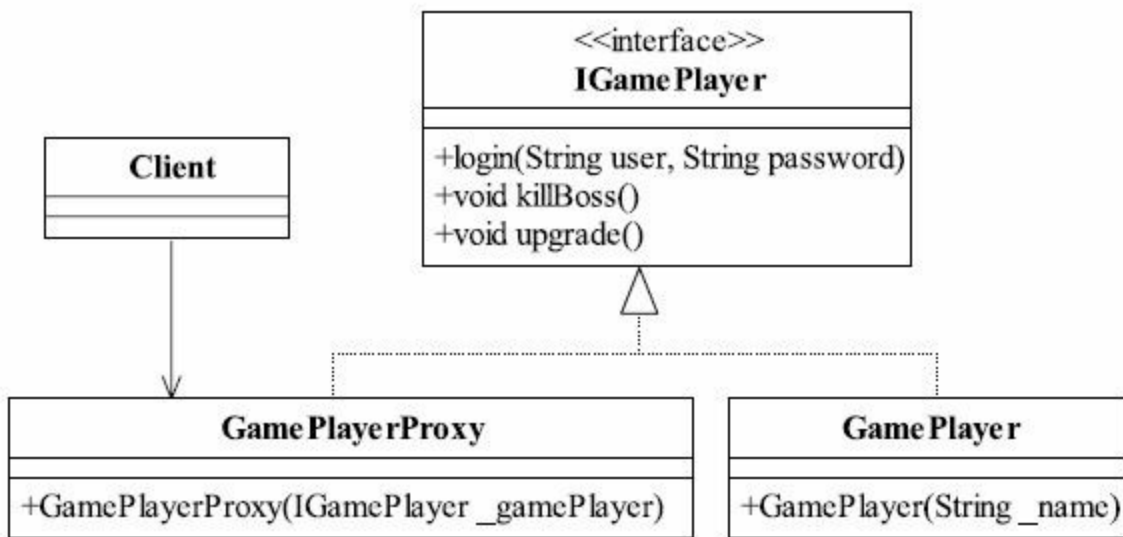 <<interface>>
IGamePlayer
+login(String user, String password)
+void killBoss()
+void upgrade()
Client
GamePlayerProxy
+GamePlayerProxy(IGamePlayer _gamePlayer)
GamePlayer
+GamePlayer(String _name)